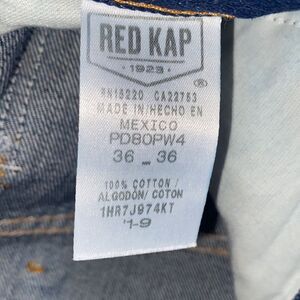 RED KAP
· 1923 ·
®
RN15220 CA22753
MADE IN/HECHO EN
MEXICO
PD80PW4
36 - 36
100% COTTON /
ALGODÓN/ COTON
1HR7J974KT
'1-9